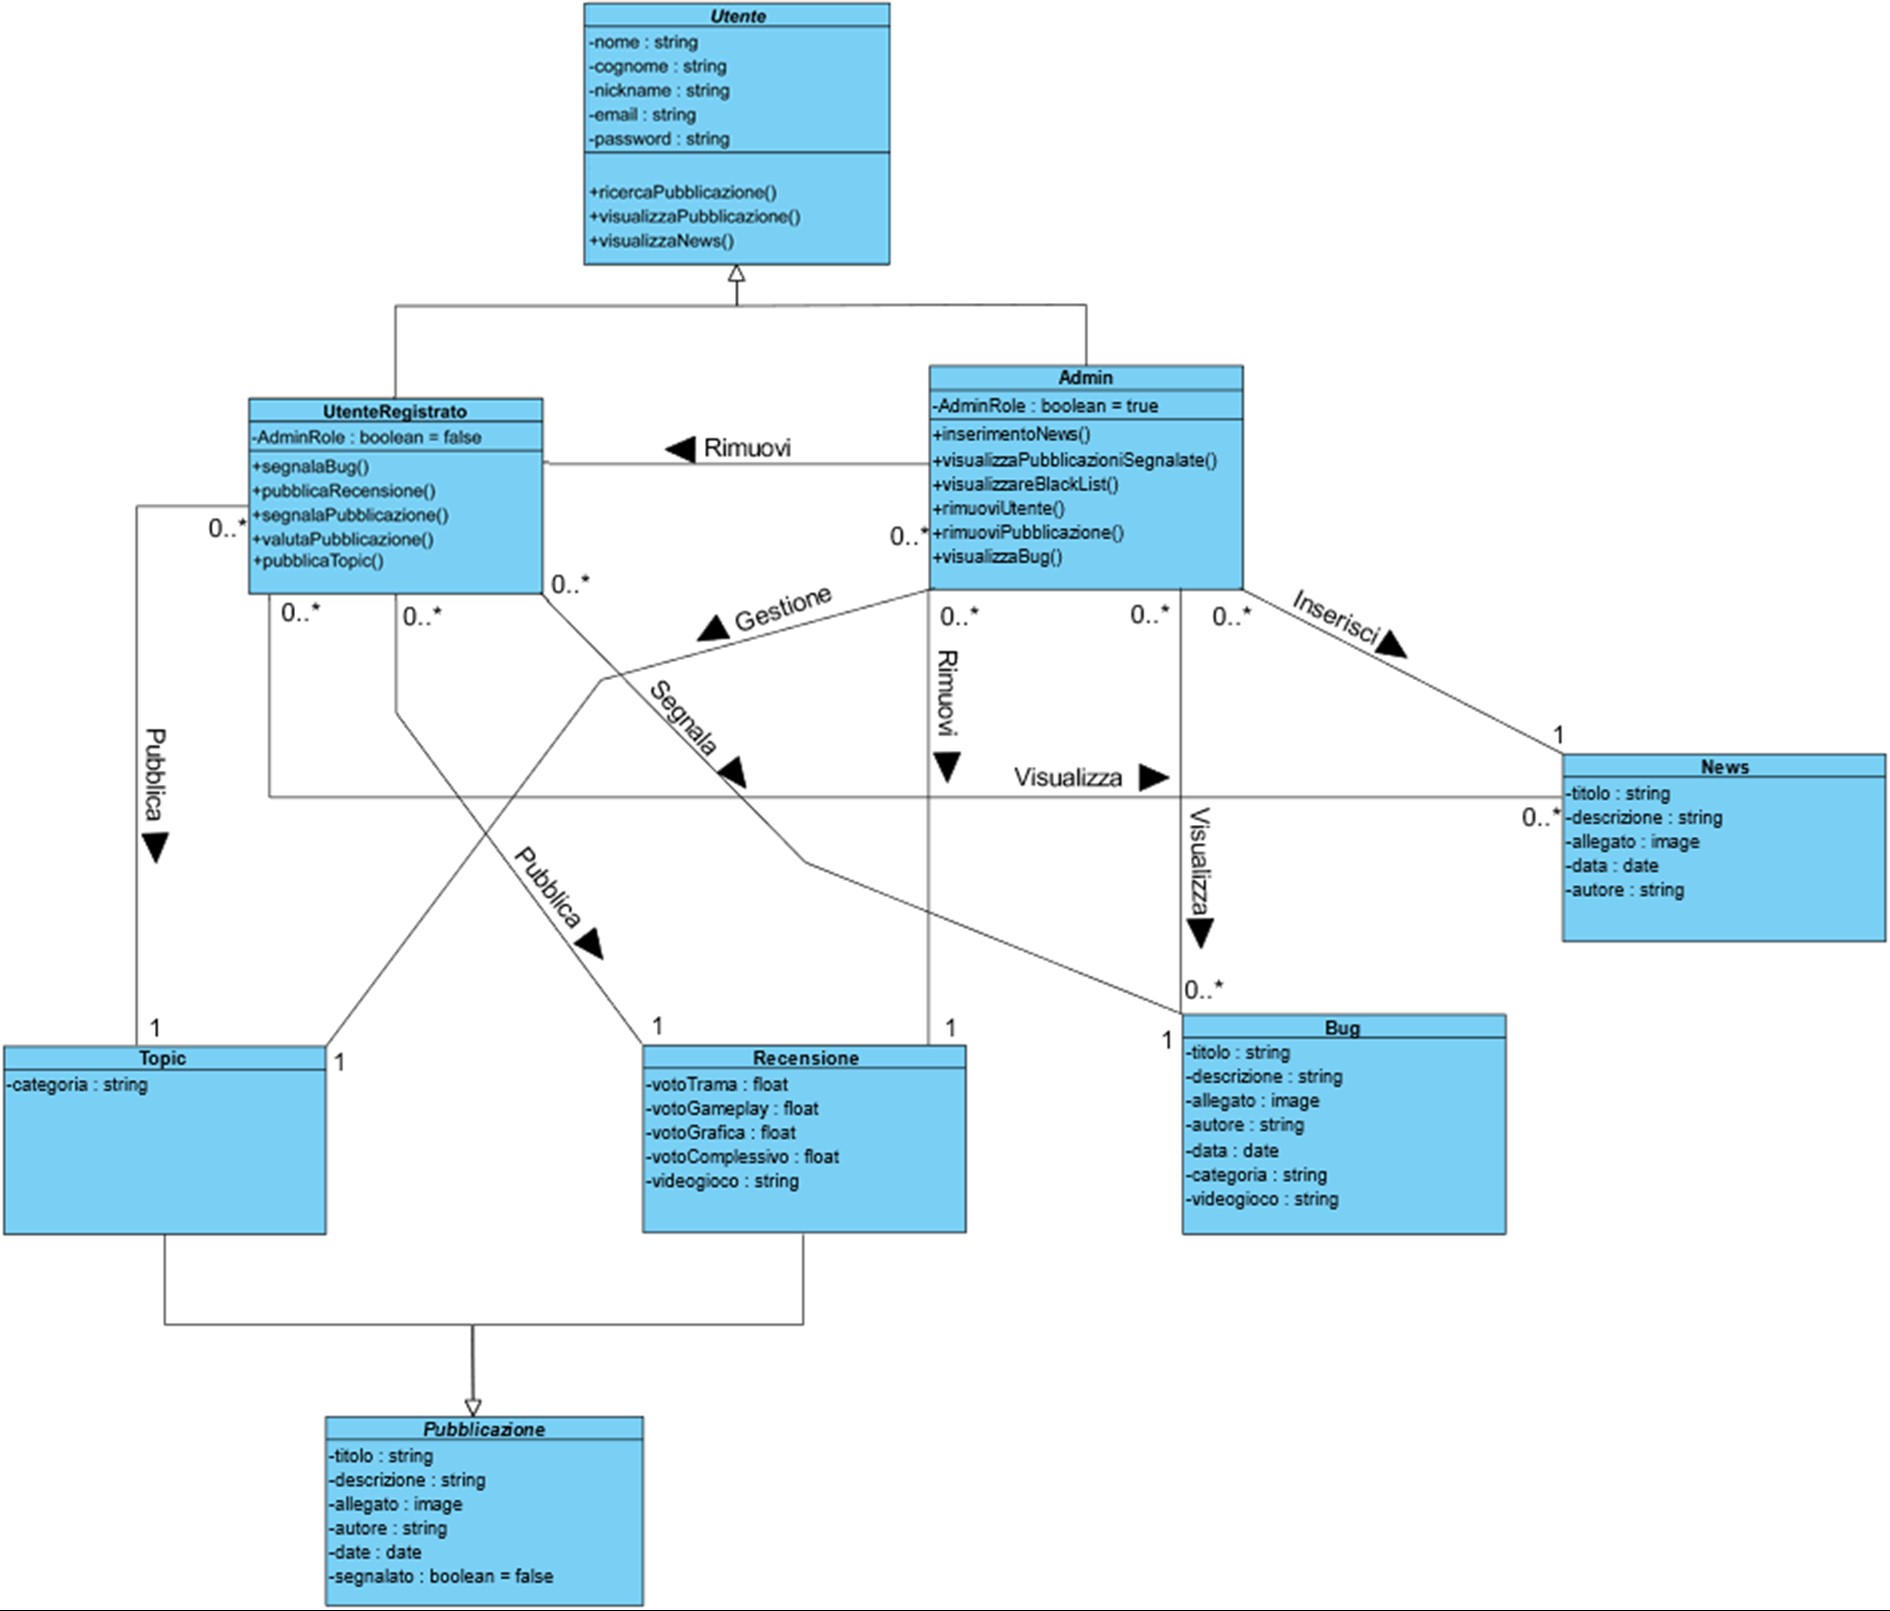 Utente
-nome : string
-cognome : string
-nickname : string
-email : string
-password : string
+ricercaPubblicazione()
+visualizzaPubblicazione()
+visualizzaNews()
UtenteRegistrato
-AdminRole : boolean = false
+segnalaBug()
+pubblicaRecensione()
+segnalaPubblicazione()
+valutaPubblicazione()
+pubblicaTopic()
Rimuovi
0..*
Admin
-AdminRole : boolean = true
+inserimentoNews()
+visualizzaPubblicazioniSegnalate()
+visualizzareBlackList()
+rimuoviUtente()
+rimuoviPubblicazione()
+visualizzaBug()
0..*
0..*
0..*
0..*
Gestione
0..*
0..*
0..*
Inserisci
Pubblica
Segnala
Rimuovi
Visualizza
1
Pubblica
Visualizza
0..*
News
-titolo : string
-descrizione : string
-allegato : image
-data : date
-autore : string
0..*
1
1
1
1
1
Topic
-categoria : string
Recensione
-votoTrama : float
-votoGameplay : float
-votoGrafica : float
-votoComplessivo : float
-videogioco : string
Bug
-titolo : string
-descrizione : string
-allegato : image
-autore : string
-data : date
-categoria : string
-videogioco : string
Pubblicazione
-titolo : string
-descrizione : string
-allegato : image
-autore : string
-date : date
-segnalato : boolean = false